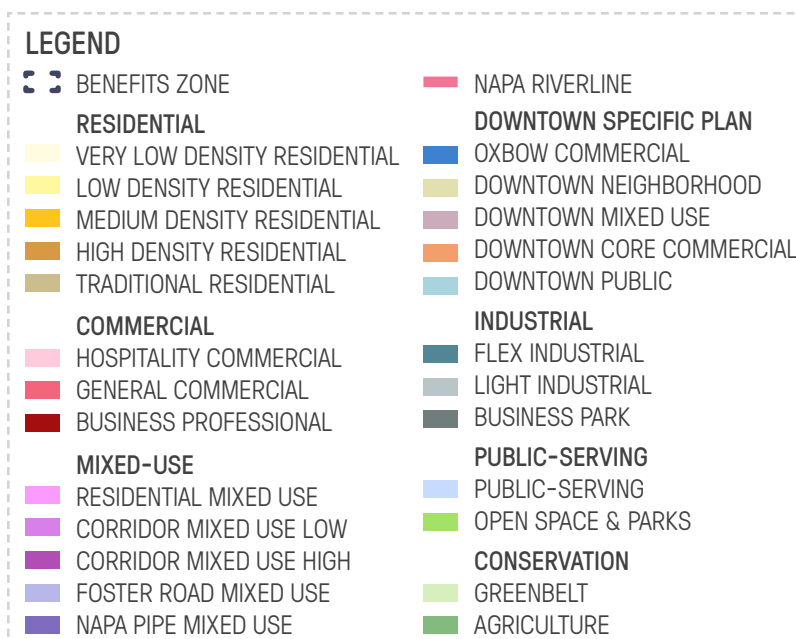 LEGEND
BENEFITS ZONE
RESIDENTIAL
VERY LOW DENSITY RESIDENTIAL
LOW DENSITY RESIDENTIAL
MEDIUM DENSITY RESIDENTIAL
HIGH DENSITY RESIDENTIAL
TRADITIONAL RESIDENTIAL
COMMERCIAL
HOSPITALITY COMMERCIAL
GENERAL COMMERCIAL
BUSINESS PROFESSIONAL
MIXED-USE
RESIDENTIAL MIXED USE
CORRIDOR MIXED USE LOW
CORRIDOR MIXED USE HIGH
FOSTER ROAD MIXED USE
NAPA PIPE MIXED USE
NAPA RIVERLINE
DOWNTOWN SPECIFIC PLAN
OXBOW COMMERCIAL
DOWNTOWN NEIGHBORHOOD
DOWNTOWN MIXED USE
DOWNTOWN CORE COMMERCIAL
DOWNTOWN PUBLIC
INDUSTRIAL
FLEX INDUSTRIAL
LIGHT INDUSTRIAL
BUSINESS PARK
PUBLIC-SERVING
PUBLIC-SERVING
OPEN SPACE & PARKS
CONSERVATION
GREENBELT
AGRICULTURE